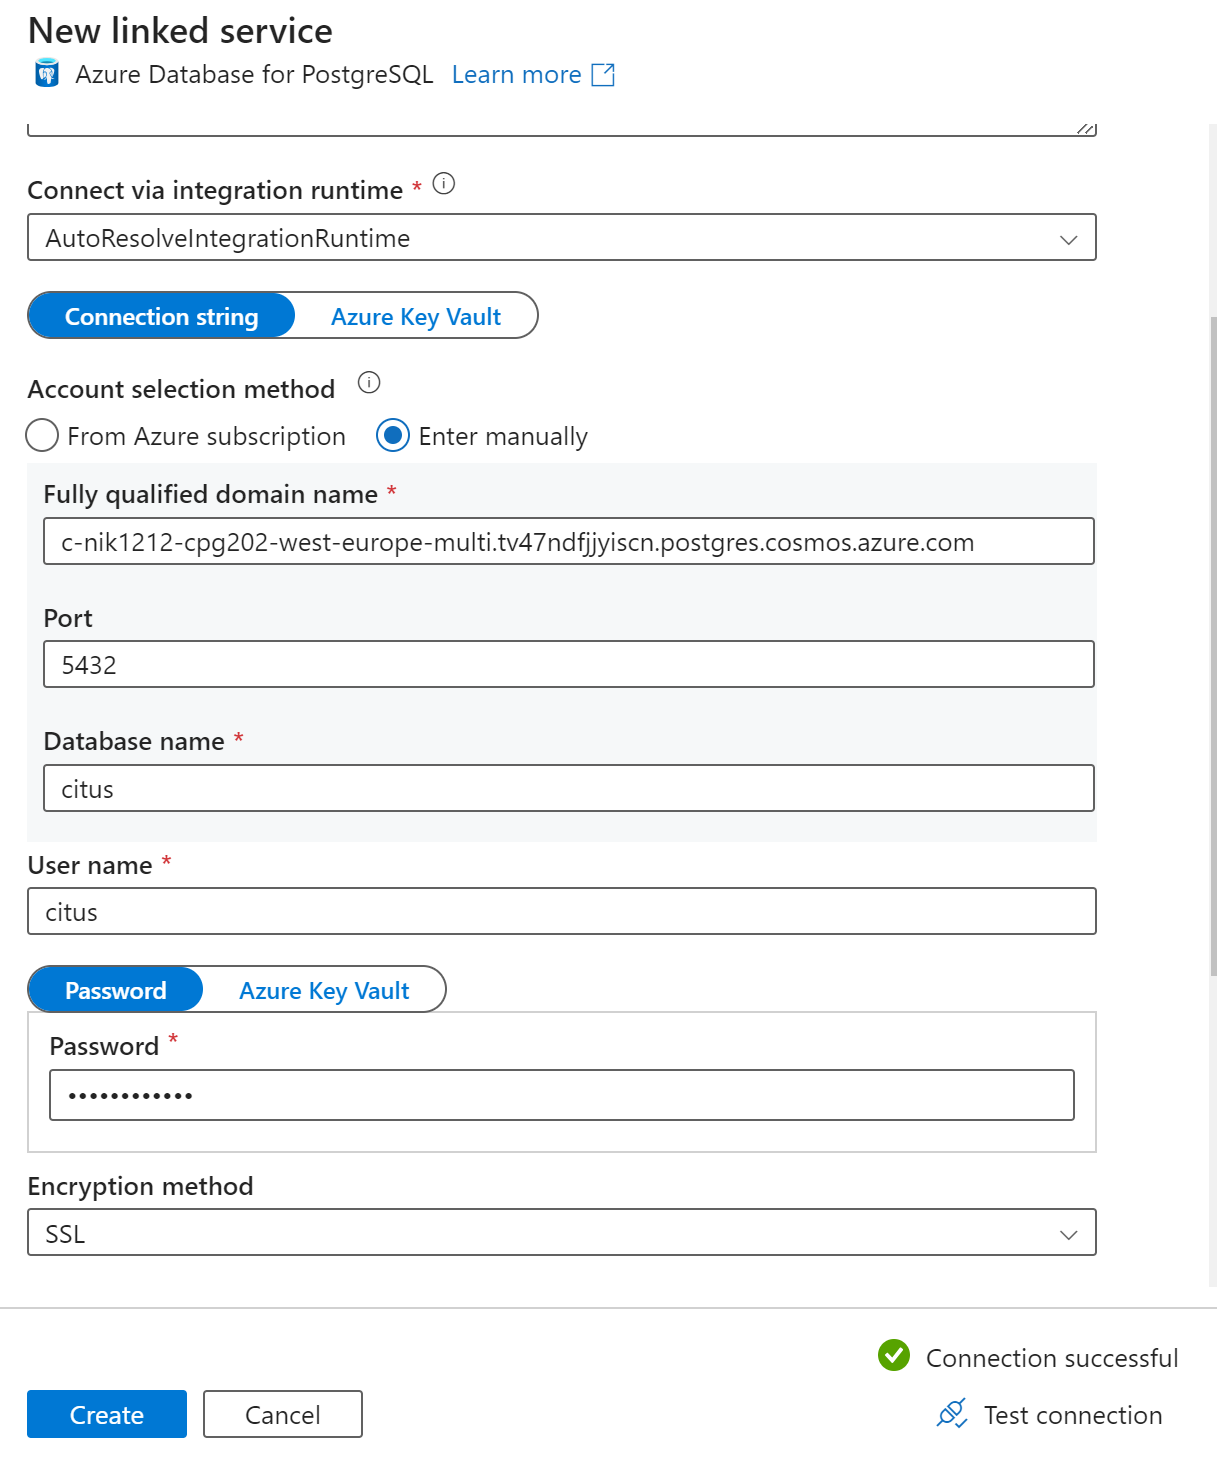 New linked service
Azure Database for PostgreSQL Learn more
Connect via integration runtime *
AutoResolveIntegrationRuntime
Connection string Azure Key Vault
Account selection method
From Azure subscription Enter manually
Fully qualified domain name *
c-nik1212-cpg202-west-europe-multi.tv47ndfjjyiscn.postgres.cosmos.azure.com
Port
5432
Database name *
citus
User name *
citus
Password Azure Key Vault
Password *
••••••••••••
Encryption method
SSL
Connection successful
Create Cancel Test connection